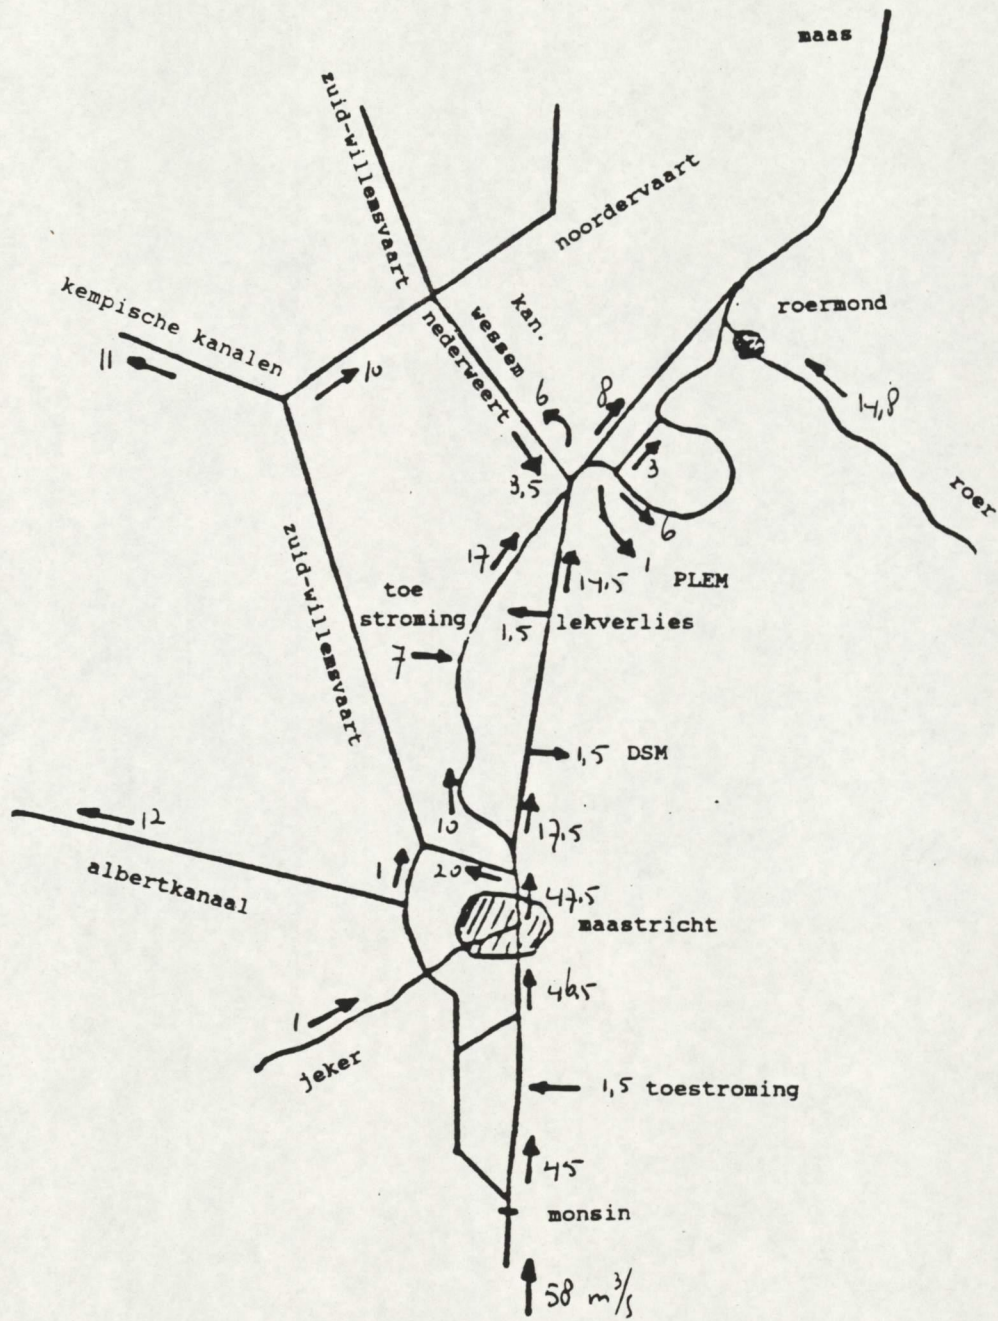 maas
zuid-willemsvaart
noordervaart
kempische kanalen
11
10
nederweert
kan.
wessem
6
8
roermond
14,8
roer
3,5
3
6
1
PLEM
17
14,5
toe
stroming
1,5
lekverlies
7
zuid-willemsvaart
1,5 DSM
10
17,5
12
albertkanaal
1
20
47,5
maastricht
46,5
1
jeker
1,5 toestroming
45
monsin
58 m³/s